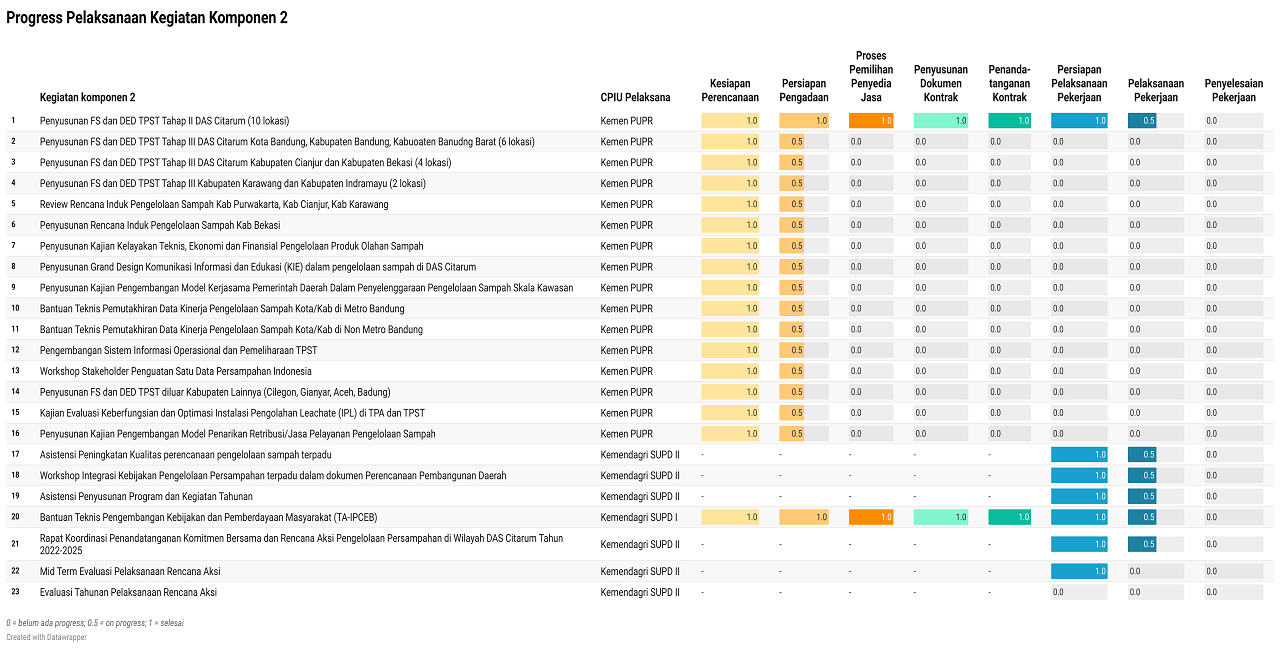 Progress Pelaksanaan Kegiatan Komponen 2
Kegiatan komponen 2 CPIU Pelaksana Kesiapan Perencanaan Persiapan Pengadaan Proses Pemilihan Penyedia Jasa Penyusunan Dokumen Kontrak Penanda-tanganan Kontrak Persiapan Pelaksanaan Pekerjaan Pelaksanaan Pekerjaan Penyelesaian Pekerjaan
1 Penyusunan FS dan DED TPST Tahap II DAS Citarum (10 lokasi) Kemen PUPR 1.0 1.0 1.0 1.0 1.0 1.0 0.5 0.0
2 Penyusunan FS dan DED TPST Tahap III DAS Citarum Kota Bandung, Kabupaten Bandung, Kabuoaten Banudng Barat (6 lokasi) Kemen PUPR 1.0 0.5 0.0 0.0 0.0 0.0 0.0 0.0
3 Penyusunan FS dan DED TPST Tahap III DAS Citarum Kabupaten Cianjur dan Kabupaten Bekasi (4 lokasi) Kemen PUPR 1.0 0.5 0.0 0.0 0.0 0.0 0.0 0.0
4 Penyusunan FS dan DED TPST Tahap III Kabupaten Karawang dan Kabupaten Indramayu (2 lokasi) Kemen PUPR 1.0 0.5 0.0 0.0 0.0 0.0 0.0 0.0
5 Review Rencana Induk Pengelolaan Sampah Kab Purwakarta, Kab Cianjur, Kab Karawang Kemen PUPR 1.0 0.5 0.0 0.0 0.0 0.0 0.0 0.0
6 Penyusunan Rencana Induk Pengelolaan Sampah Kab Bekasi Kemen PUPR 1.0 0.5 0.0 0.0 0.0 0.0 0.0 0.0
7 Penyusunan Kajian Kelayakan Teknis, Ekonomi dan Finansial Pengelolaan Produk Olahan Sampah Kemen PUPR 1.0 0.5 0.0 0.0 0.0 0.0 0.0 0.0
8 Penyusunan Grand Design Komunikasi Informasi dan Edukasi (KIE) dalam pengelolaan sampah di DAS Citarum Kemen PUPR 1.0 0.5 0.0 0.0 0.0 0.0 0.0 0.0
9 Penyusunan Kajian Pengembangan Model Kerjasama Pemerintah Daerah Dalam Penyelenggaraan Pengelolaan Sampah Skala Kawasan Kemen PUPR 1.0 0.5 0.0 0.0 0.0 0.0 0.0 0.0
10 Bantuan Teknis Pemutakhiran Data Kinerja Pengelolaan Sampah Kota/Kab di Metro Bandung Kemen PUPR 1.0 0.5 0.0 0.0 0.0 0.0 0.0 0.0
11 Bantuan Teknis Pemutakhiran Data Kinerja Pengelolaan Sampah Kota/Kab di Non Metro Bandung Kemen PUPR 1.0 0.5 0.0 0.0 0.0 0.0 0.0 0.0
12 Pengembangan Sistem Informasi Operasional dan Pemeliharaan TPST Kemen PUPR 1.0 0.5 0.0 0.0 0.0 0.0 0.0 0.0
13 Workshop Stakeholder Penguatan Satu Data Persampahan Indonesia Kemen PUPR 1.0 0.5 0.0 0.0 0.0 0.0 0.0 0.0
14 Penyusunan FS dan DED TPST diluar Kabupaten Lainnya (Cilegon, Gianyar, Aceh, Badung) Kemen PUPR 1.0 0.5 0.0 0.0 0.0 0.0 0.0 0.0
15 Kajian Evaluasi Keberfungsian dan Optimasi Instalasi Pengolahan Leachate (IPL) di TPA dan TPST Kemen PUPR 1.0 0.5 0.0 0.0 0.0 0.0 0.0 0.0
16 Penyusunan Kajian Pengembangan Model Penarikan Retribusi/Jasa Pelayanan Pengelolaan Sampah Kemen PUPR 1.0 0.5 0.0 0.0 0.0 0.0 0.0 0.0
17 Asistensi Peningkatan Kualitas perencanaan pengelolaan sampah terpadu Kemendagri SUPD II - - - - - 1.0 0.5 0.0
18 Workshop Integrasi Kebijakan Pengelolaan Persampahan terpadu dalam dokumen Perencanaan Pembangunan Daerah Kemendagri SUPD II - - - - - 1.0 0.5 0.0
19 Asistensi Penyusunan Program dan Kegiatan Tahunan Kemendagri SUPD II - - - - - 1.0 0.5 0.0
20 Bantuan Teknis Pengembangan Kebijakan dan Pemberdayaan Masyarakat (TA-IPCEB) Kemendagri SUPD I 1.0 1.0 1.0 1.0 1.0 1.0 0.5 0.0
21 Rapat Koordinasi Penandatanganan Komitmen Bersama dan Rencana Aksi Pengelolaan Persampahan di Wilayah DAS Citarum Tahun
2022-2025 Kemendagri SUPD II - - - - - 1.0 0.5 0.0
22 Mid Term Evaluasi Pelaksanaan Rencana Aksi Kemendagri SUPD II - - - - - 1.0 0.0 0.0
23 Evaluasi Tahunan Pelaksanaan Rencana Aksi Kemendagri SUPD II - - - - - 0.0 0.0 0.0
0 = belum ada progress; 0.5 = on progress; 1 = selesai
Created with Datawrapper